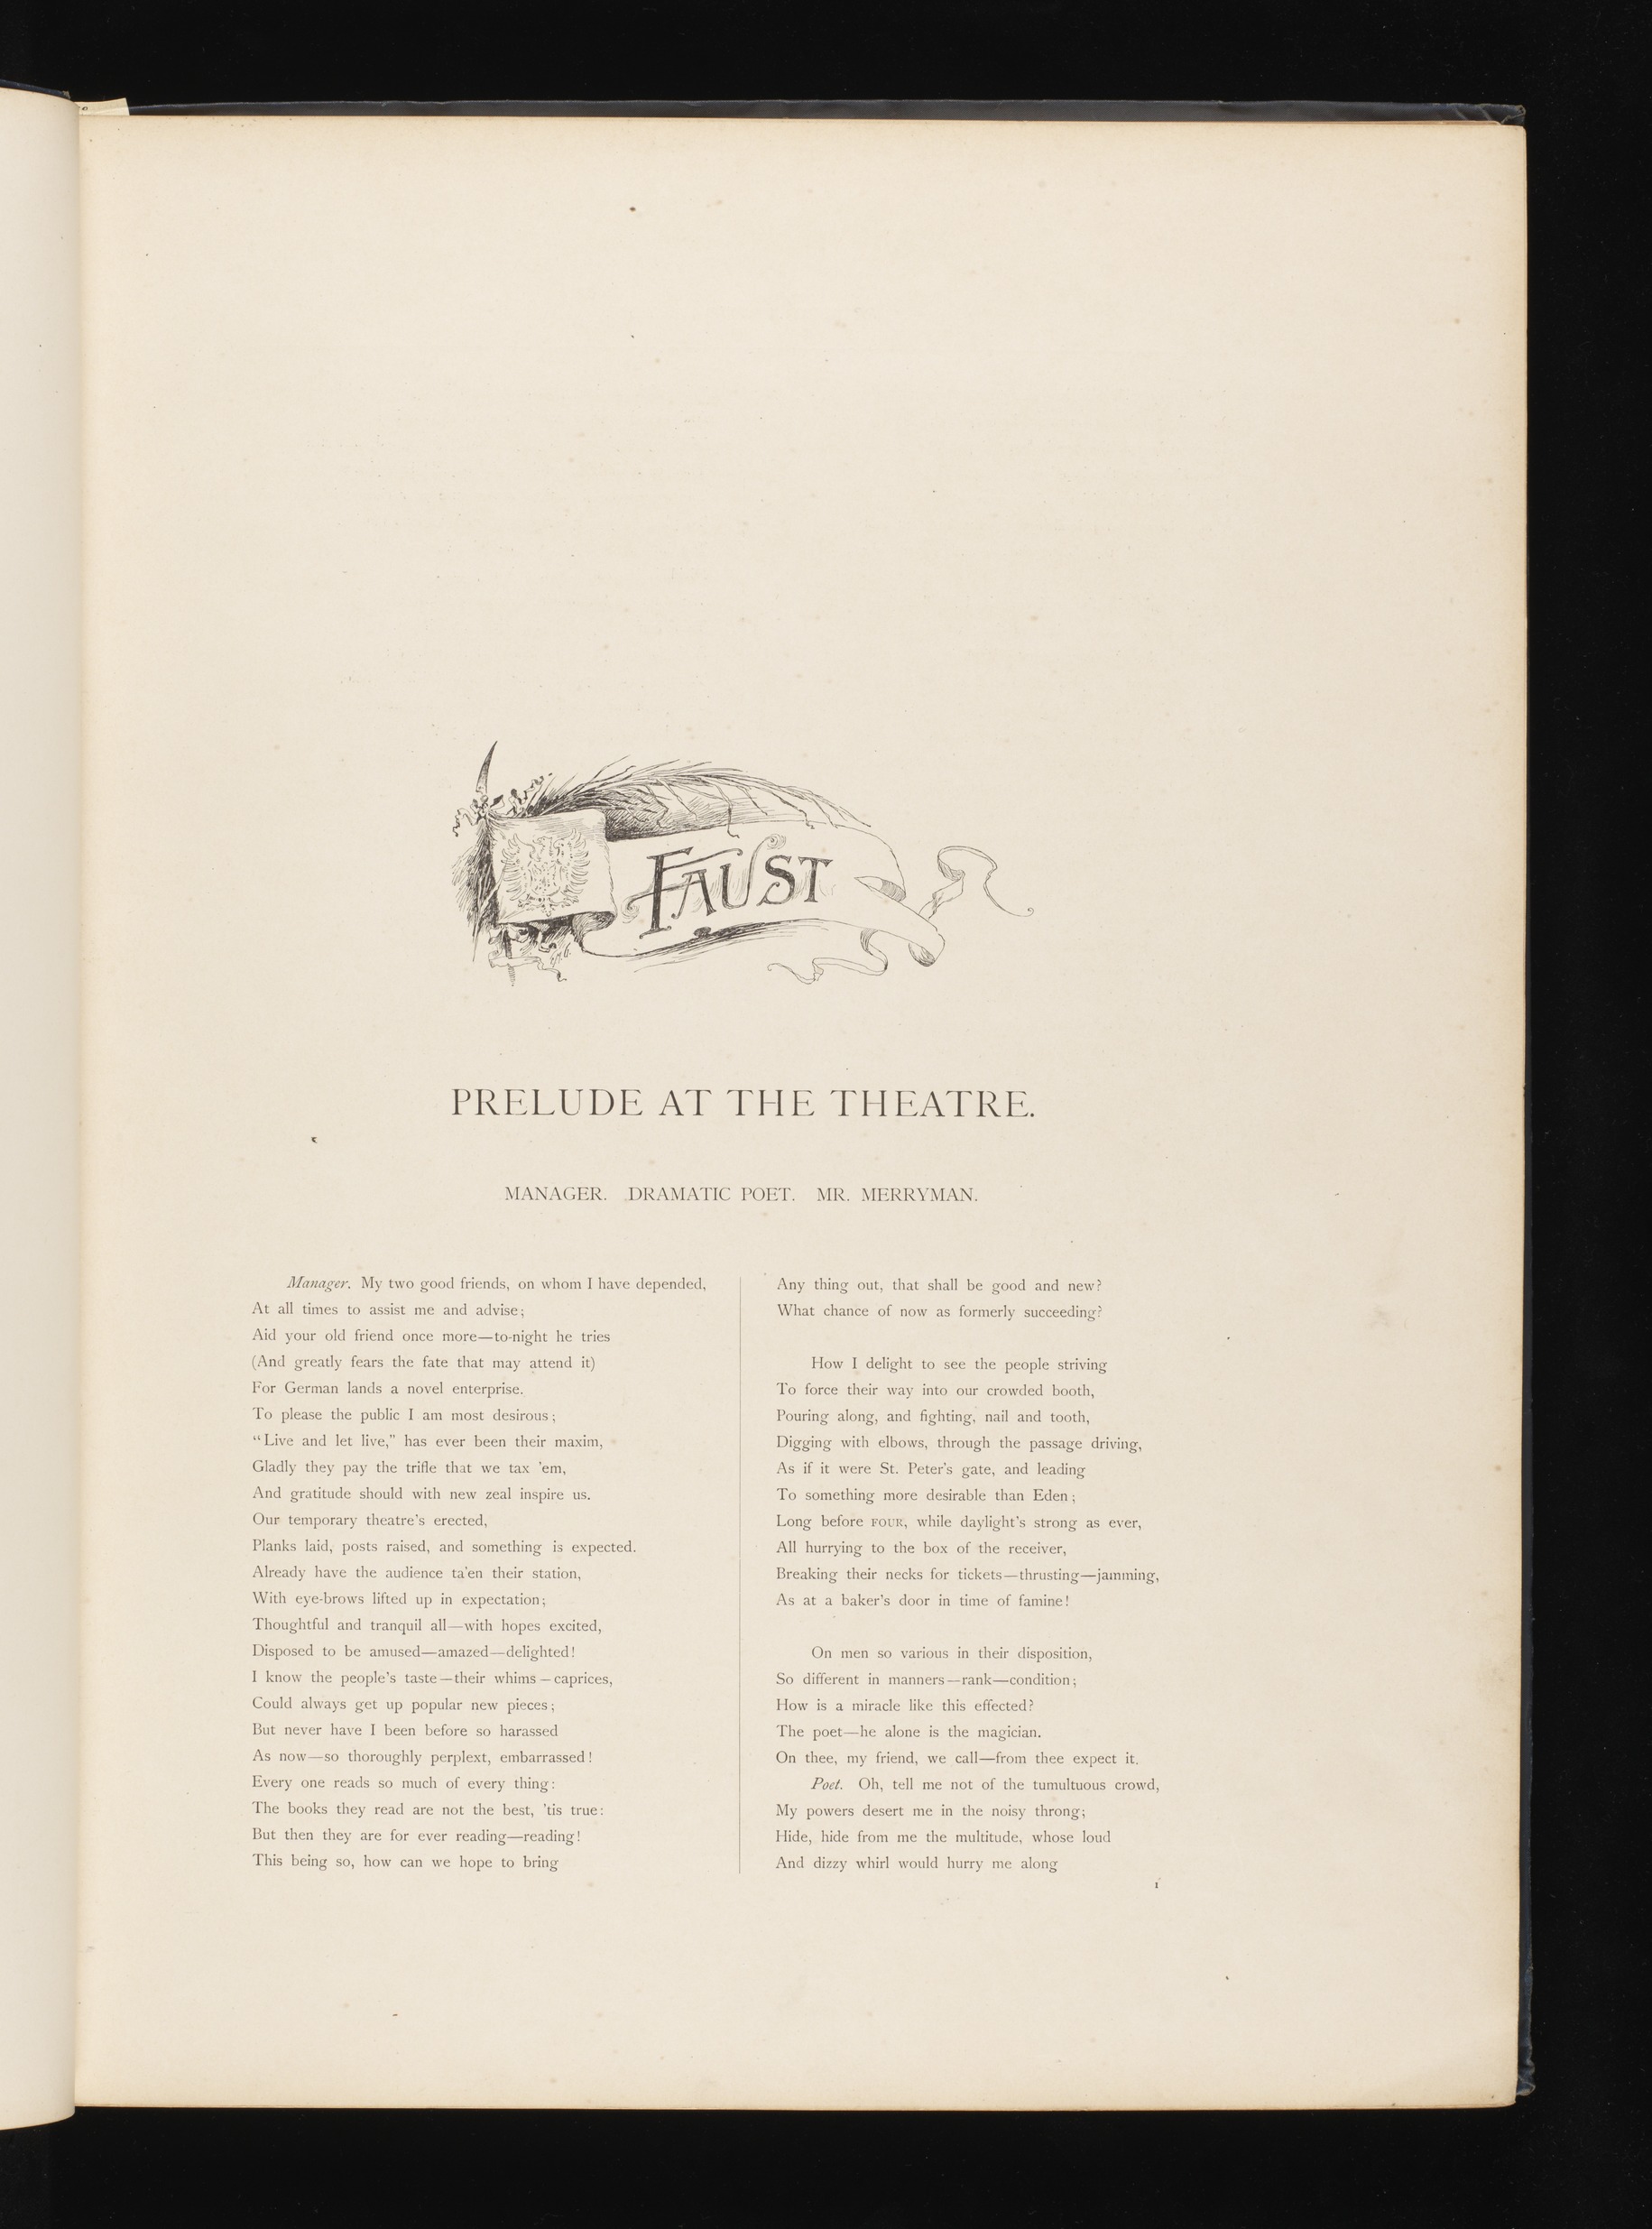 FAUST
PRELUDE AT THE THEATRE.
MANAGER. DRAMATIC POET. MR. MERRYMAN.
Manager. My two good friends, on whom I have depended,
At all times to assist me and advise;
Aid your old friend once more—to-night he tries
(And greatly fears the fate that may attend it)
For German lands a novel enterprise.
To please the public I am most desirous;
“Live and let live,” has ever been their maxim,
Gladly they pay the trifle that we tax ’em,
And gratitude should with new zeal inspire us.
Our temporary theatre’s erected,
Planks laid, posts raised, and something is expected.
Already have the audience ta’en their station,
With eye-brows lifted up in expectation;
Thoughtful and tranquil all—with hopes excited,
Disposed to be amused—amazed—delighted!
I know the people’s taste—their whims—caprices,
Could always get up popular new pieces;
But never have I been before so harassed
As now—so thoroughly perplext, embarrassed!
Every one reads so much of every thing:
The books they read are not the best, ’tis true:
But then they are for ever reading—reading!
This being so, how can we hope to bring
Any thing out, that shall be good and new?
What chance of now as formerly succeeding?
How I delight to see the people striving
To force their way into our crowded booth,
Pouring along, and fighting, nail and tooth,
Digging with elbows, through the passage driving,
As if it were St. Peter’s gate, and leading
To something more desirable than Eden;
Long before FOUR, while daylight’s strong as ever,
All hurrying to the box of the receiver,
Breaking their necks for tickets—thrusting—jamming,
As at a baker’s door in time of famine!
On men so various in their disposition,
So different in manners—rank—condition;
How is a miracle like this effected?
The poet—he alone is the magician.
On thee, my friend, we call—from thee expect it.
Poet. Oh, tell me not of the tumultuous crowd,
My powers desert me in the noisy throng;
Hide, hide from me the multitude, whose loud
And dizzy whirl would hurry me along
1